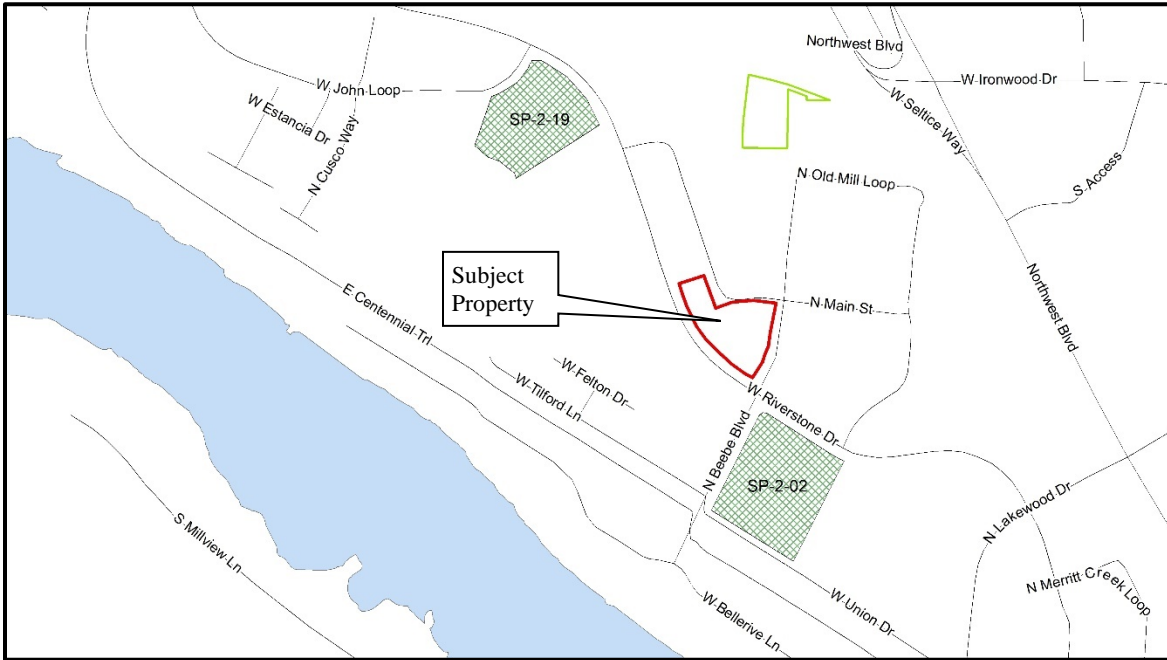 Northwest Blvd
W Ironwood Dr
W Seltice Way
S Access
W John Loop
W Estancia Dr
N Cusco Way
SP-2-19
N Old Mill Loop
Subject
Property
N Main St
Northwest Blvd
E Centennial Trl
W Felton Dr
W Tilford Ln
W Riverstone Dr
N Beebe Blvd
SP-2-02
N Lakewood Dr
S Millview Ln
N Merritt Creek Loop
W Union Dr
W Bellerive Ln